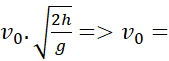 v₀.√(2h/g) => v₀ =